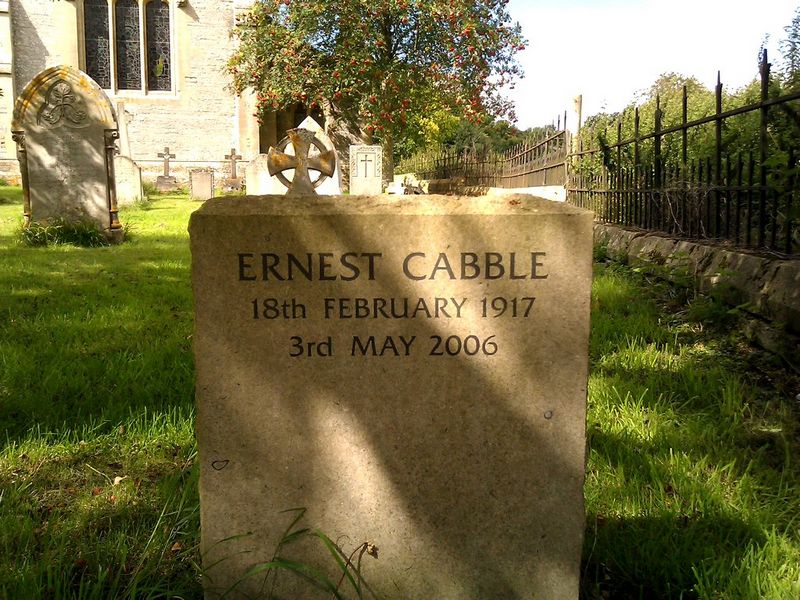 ERNEST CABBLE
18th FEBRUARY 1917
3rd MAY 2006